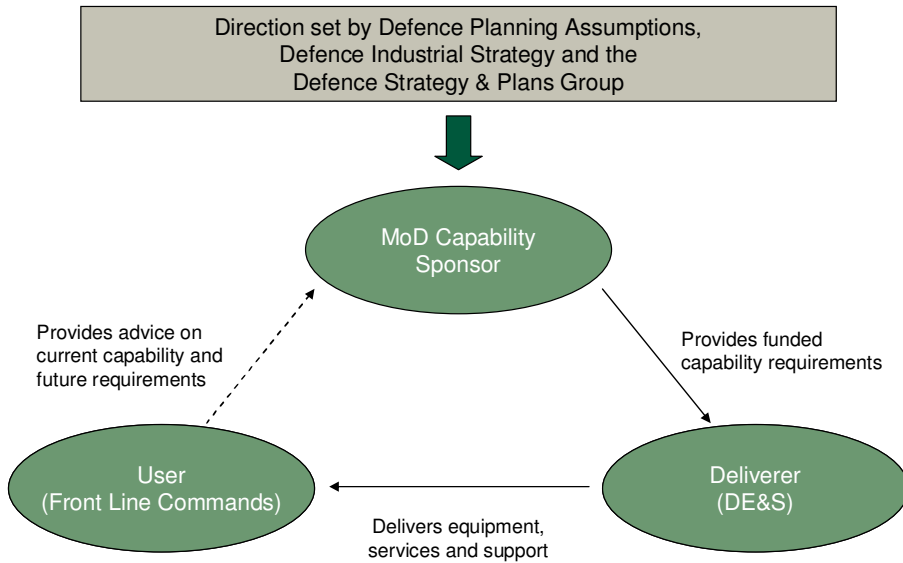 Direction set by Defence Planning Assumptions,
Defence Industrial Strategy and the
Defence Strategy & Plans Group
MoD Capability
Sponsor
Provides advice on
current capability and
future requirements
Provides funded
capability requirements
User
(Front Line Commands)
Deliverer
(DE&S)
Delivers equipment,
services and support